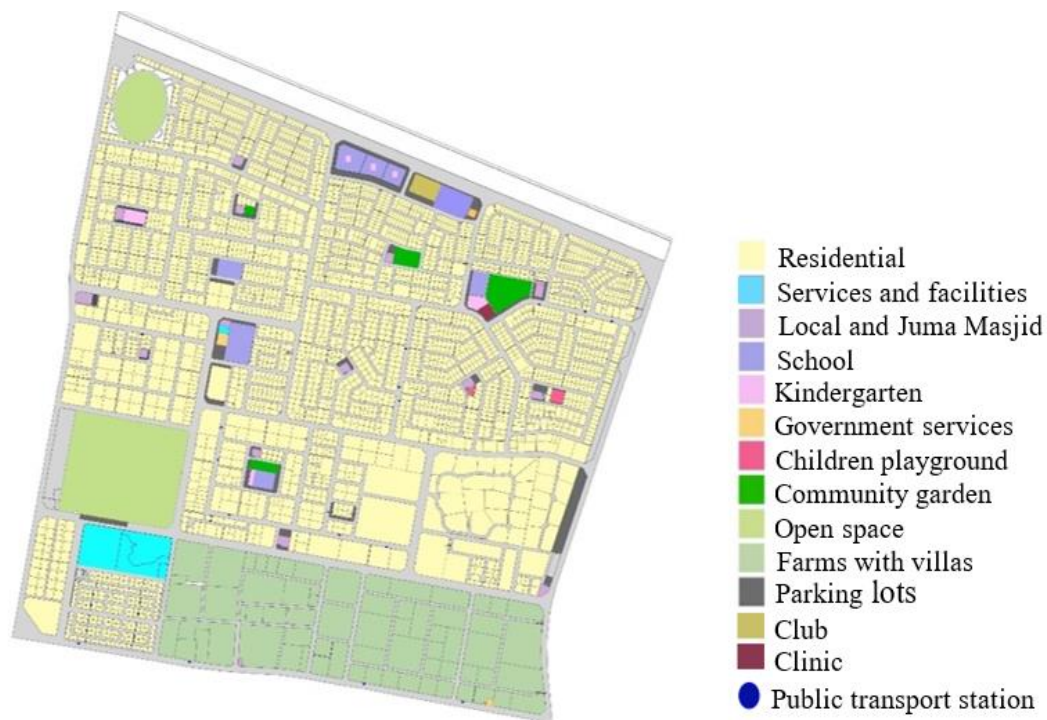 Residential
Services and facilities
Local and Juma Masjid
School
Kindergarten
Government services
Children playground
Community garden
Open space
Farms with villas
Parking lots
Club
Clinic
Public transport station